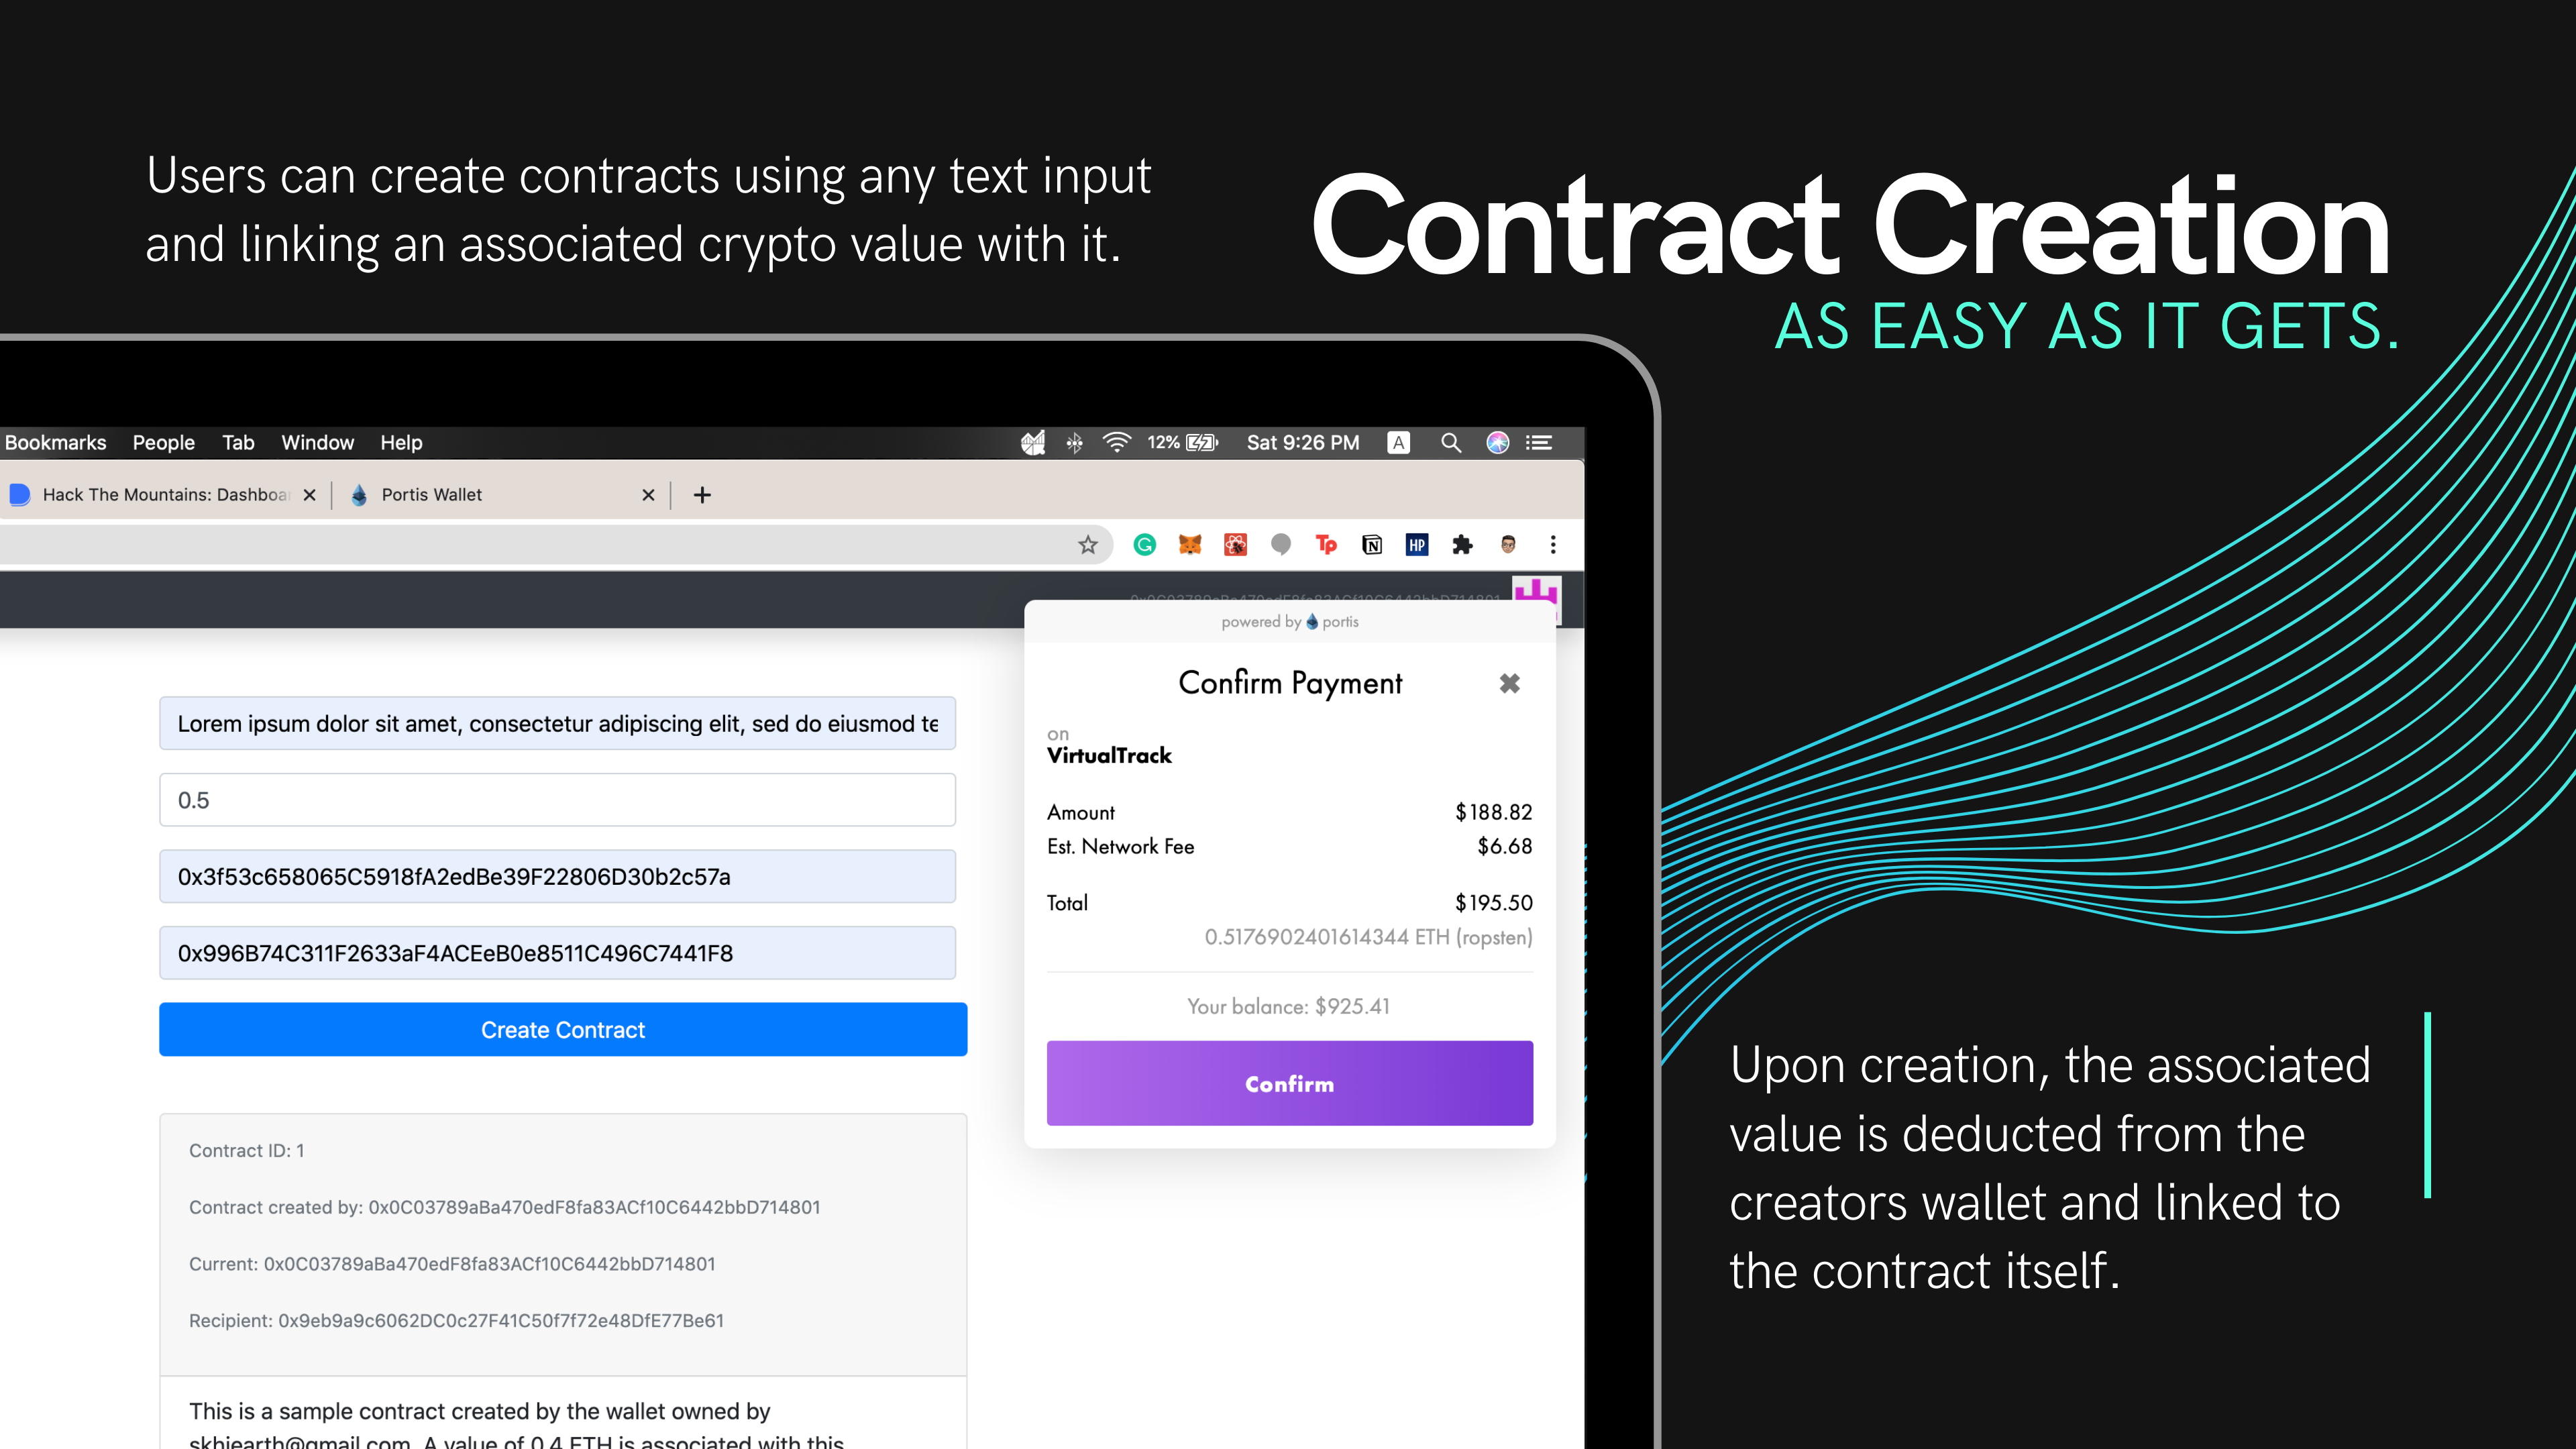 Users can create contracts using any text input
and linking an associated crypto value with it.
Contract Creation
AS EASY AS IT GETS.
Bookmarks People Tab Window Help
12% Sat 9:26 PM A
Hack The Mountains: Dashboa
Portis Wallet
Tp N HP
0x0C03789aBa470edF8fa83ACf10C6442bbD714801
powered by portis
Confirm Payment
on
VirtualTrack
Amount $188.82
Est. Network Fee $6.68
Total $195.50
0.5176902401614344 ETH (ropsten)
Your balance: $925.41
Confirm
Lorem ipsum dolor sit amet, consectetur adipiscing elit, sed do eiusmod te
0.5
0x3f53c658065C5918fA2edBe39F22806D30b2c57a
0x996B74C311F2633aF4ACEeB0e8511C496C7441F8
Create Contract
Contract ID: 1
Contract created by: 0x0C03789aBa470edF8fa83ACf10C6442bbD714801
Current: 0x0C03789aBa470edF8fa83ACf10C6442bbD714801
Recipient: 0x9eb9a9c6062DC0c27F41C50f7f72e48DfE77Be61
This is a sample contract created by the wallet owned by
skhiearth@gmail.com. A value of 0.4 ETH is associated with this
Upon creation, the associated
value is deducted from the
creators wallet and linked to
the contract itself.